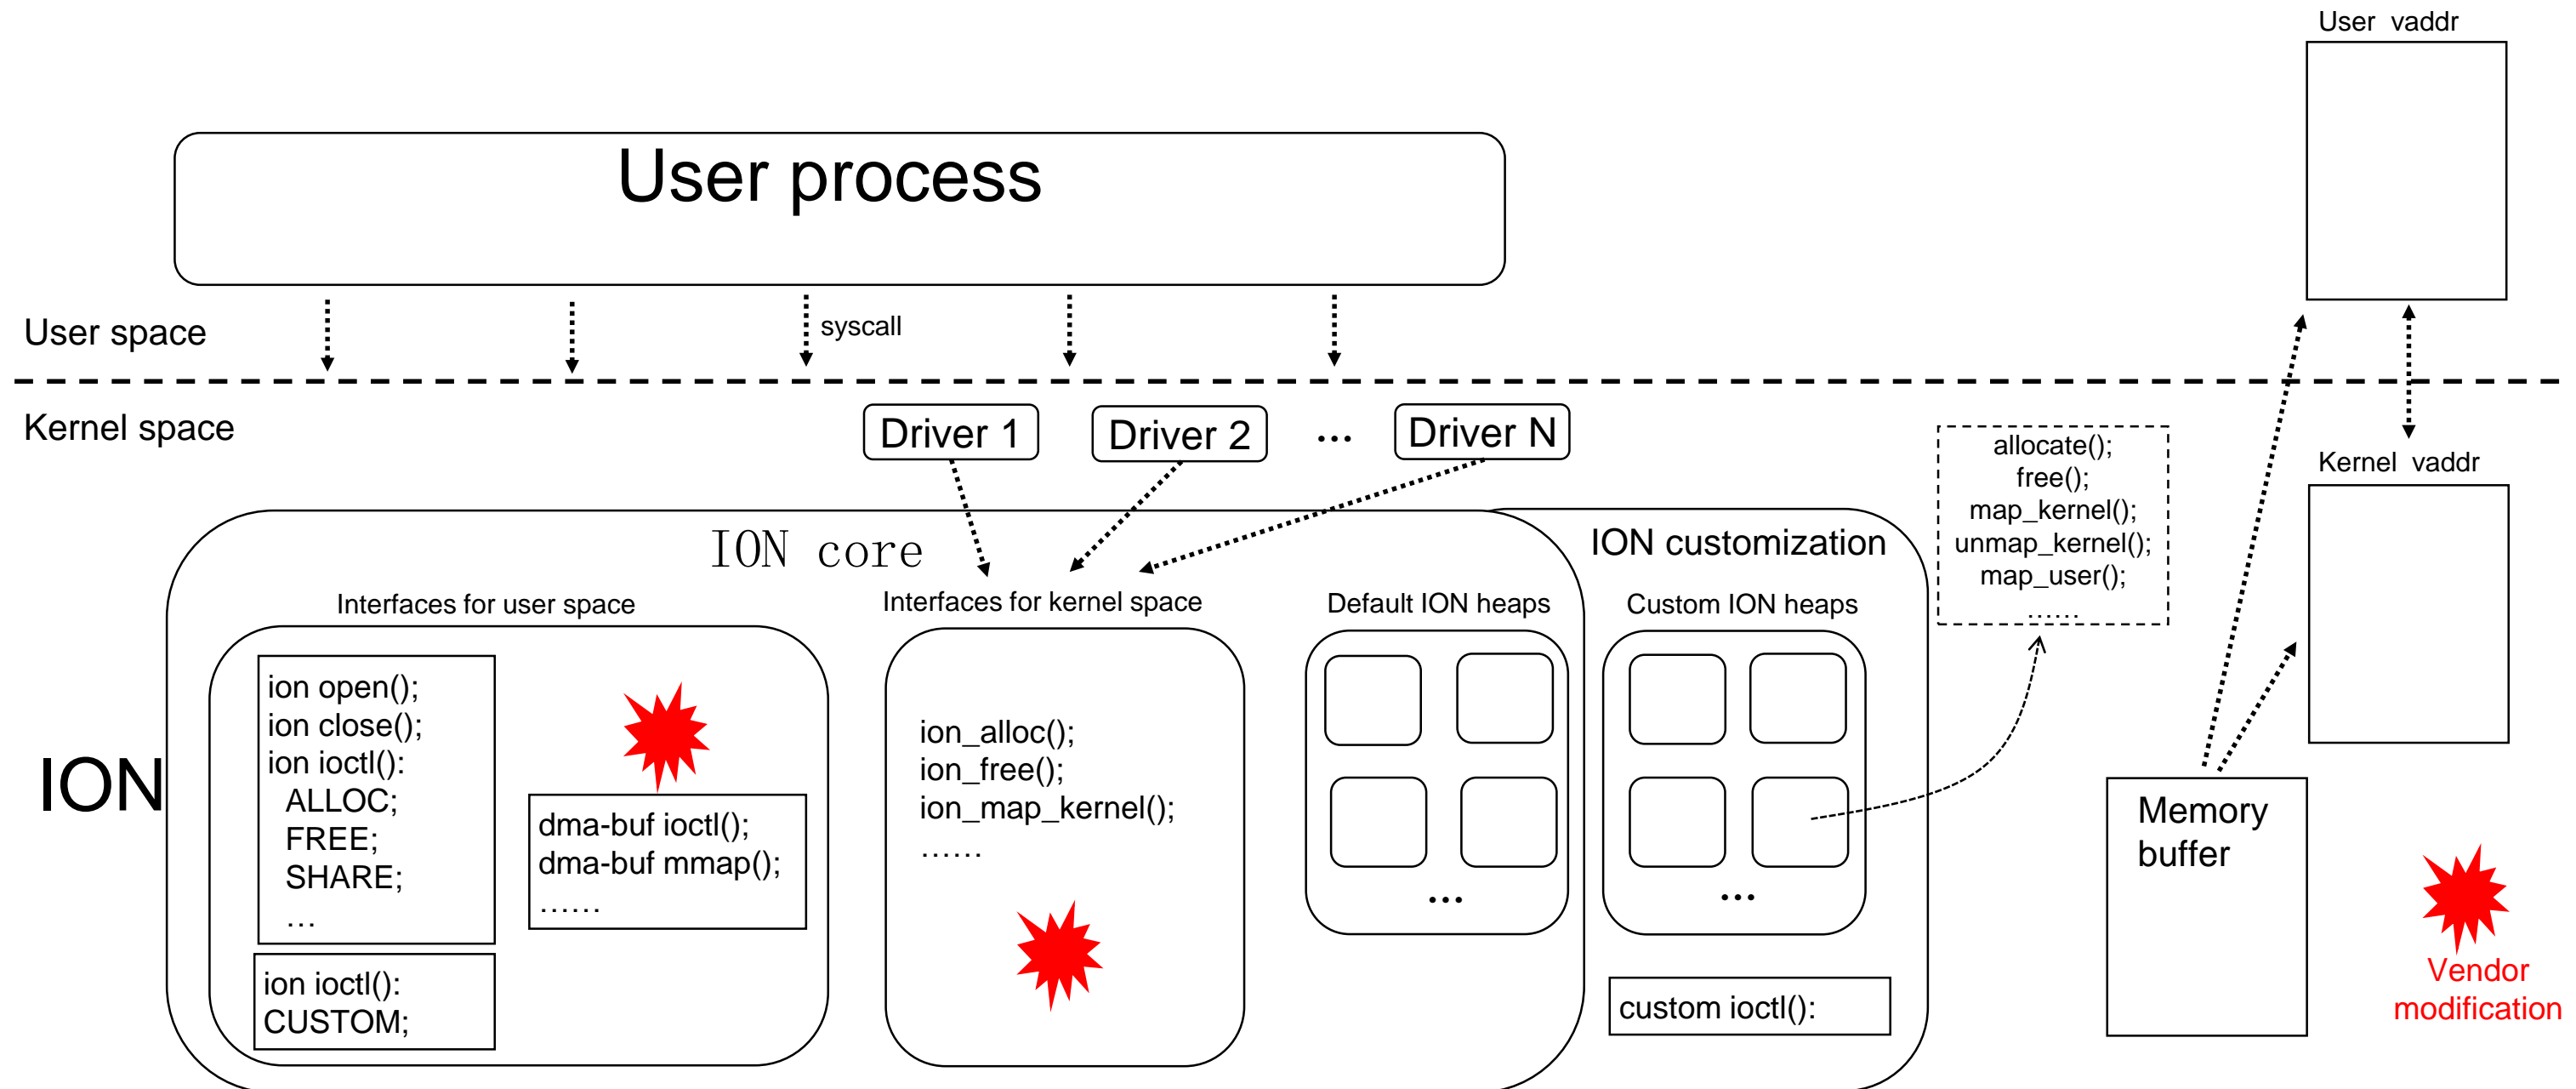 User vaddr
User process
User space
syscall
Kernel space
Driver 1
Driver 2
...
Driver N
allocate();
free();
map_kernel();
unmap_kernel();
map_user();
......
Kernel vaddr
ION core
ION customization
Interfaces for user space
Interfaces for kernel space
Default ION heaps
Custom ION heaps
ion open();
ion close();
ion ioctl():
ALLOC;
FREE;
SHARE;
...
dma-buf ioctl();
dma-buf mmap();
......
ion ioctl():
CUSTOM;
ion_alloc();
ion_free();
ion_map_kernel();
......
...
...
custom ioctl():
ION
Memory
buffer
Vendor
modification